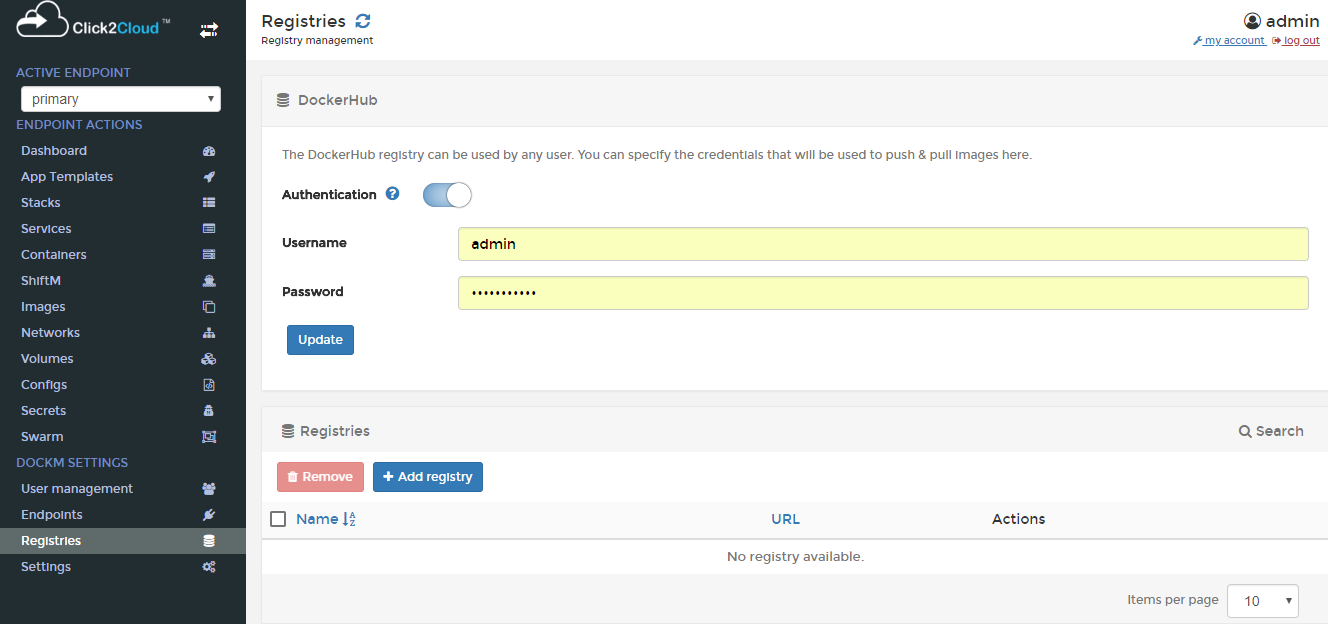 Click2Cloud™
ACTIVE ENDPOINT
primary
ENDPOINT ACTIONS
Dashboard
App Templates
Stacks
Services
Containers
ShiftM
Images
Networks
Volumes
Configs
Secrets
Swarm
DOCKM SETTINGS
User management
Endpoints
Registries
Settings
Registries
Registry management
admin
my account log out
DockerHub
The DockerHub registry can be used by any user. You can specify the credentials that will be used to push & pull images here.
Authentication
Username admin
Password •••••••••••
Update
Registries Search
Remove Add registry
Name URL Actions
No registry available.
Items per page 10